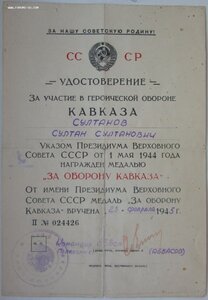 ЗА НАШУ СОВЕТСКУЮ РОДИНУ!
СС СР
УДОСТОВЕРЕНИЕ
ЗА УЧАСТИЕ В ГЕРОИЧЕСКОЙ ОБОРОНЕ
КАВКАЗА
СУЛТАНОВ
СУЛТАН СУЛТАНОВИЧ
УКАЗОМ ПРЕЗИДИУМА ВЕРХОВНОГО
СОВЕТА СССР ОТ 1 МАЯ 1944 ГОДА
НАГРАЖДЕН МЕДАЛЬЮ
„ЗА ОБОРОНУ КАВКАЗА“
ОТ ИМЕНИ ПРЕЗИДИУМА ВЕРХОВНОГО
СОВЕТА СССР МЕДАЛЬ „ЗА ОБОРОНУ
КАВКАЗА“ ВРУЧЕНА 23 февраля 1945 г.
П № 024426
Командир